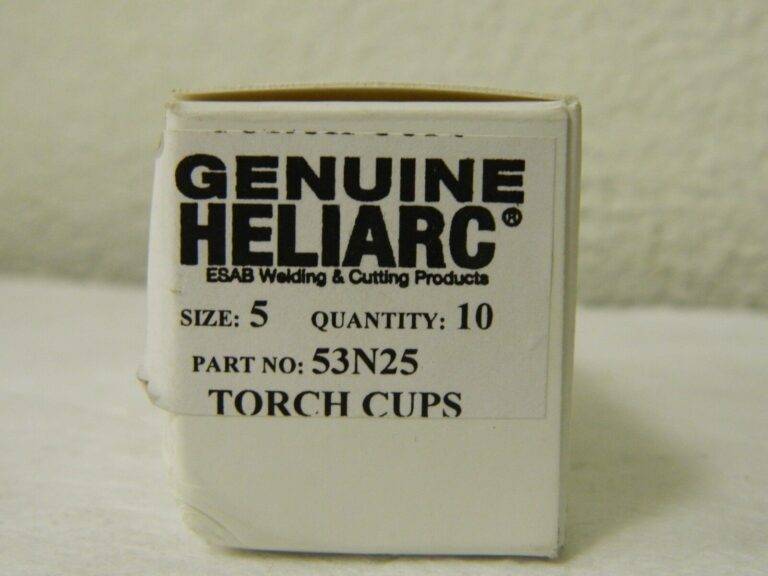 GENUINE
HELIARC®
ESAB Welding & Cutting Products
SIZE: 5 QUANTITY: 10
PART NO: 53N25
TORCH CUPS